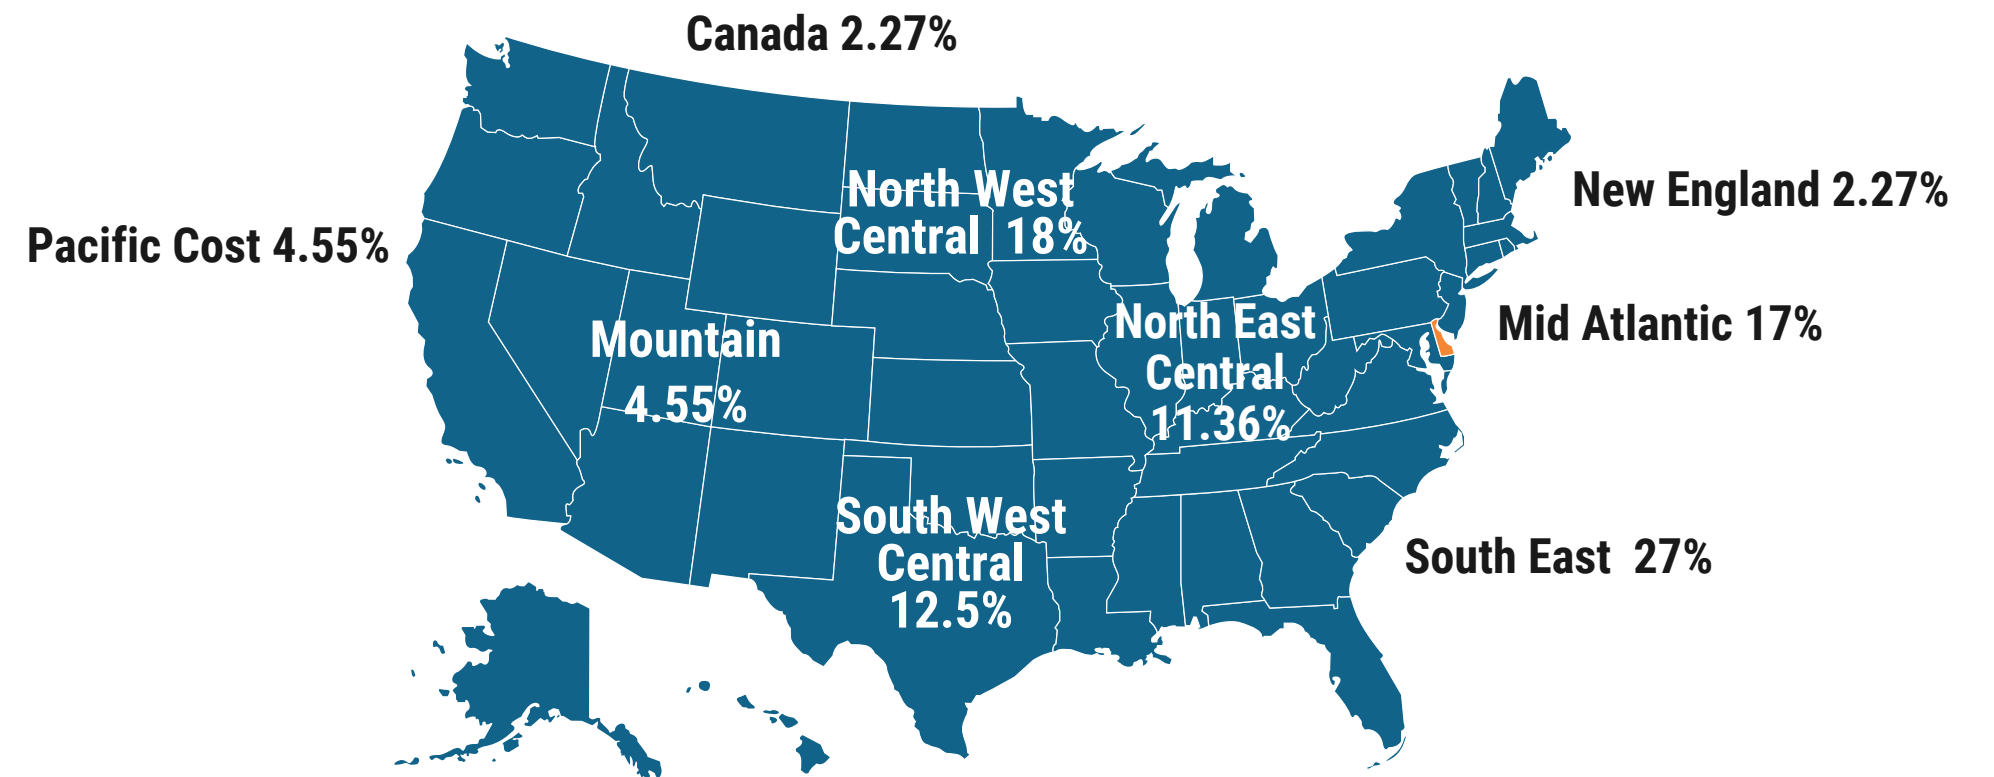 Canada 2.27%
North West
Central 18%
New England 2.27%
Pacific Cost 4.55%
Mountain
4.55%
North East
Central
11.36%
Mid Atlantic 17%
South West
Central
12.5%
South East 27%